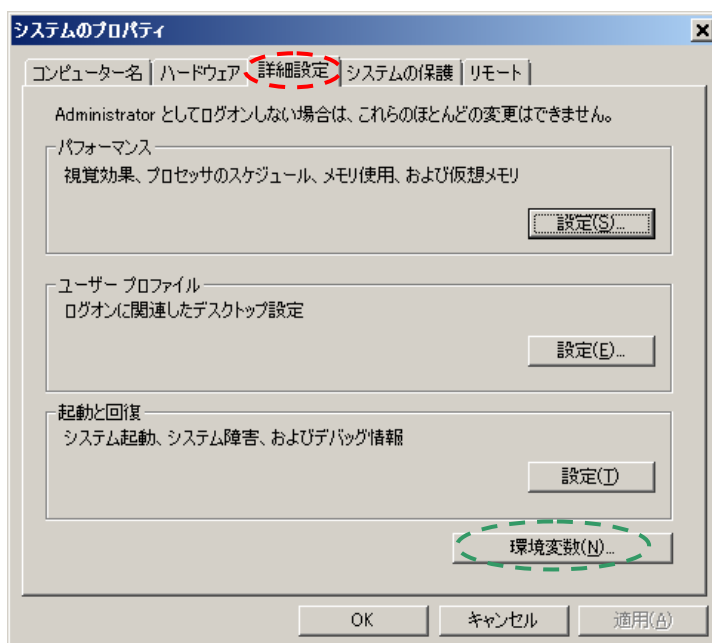 システムのプロパティ
コンピューター名 ハードウェア 詳細設定 システムの保護 リモート
Administrator としてログオンしない場合は、これらのほとんどの変更はできません。
パフォーマンス
視覚効果、プロセッサのスケジュール、メモリ使用、および仮想メモリ
設定(S)...
ユーザー プロファイル
ログオンに関連したデスクトップ設定
設定(E)...
起動と回復
システム起動、システム障害、およびデバッグ情報
設定(T)
環境変数(N)...
OK キャンセル 適用(A)